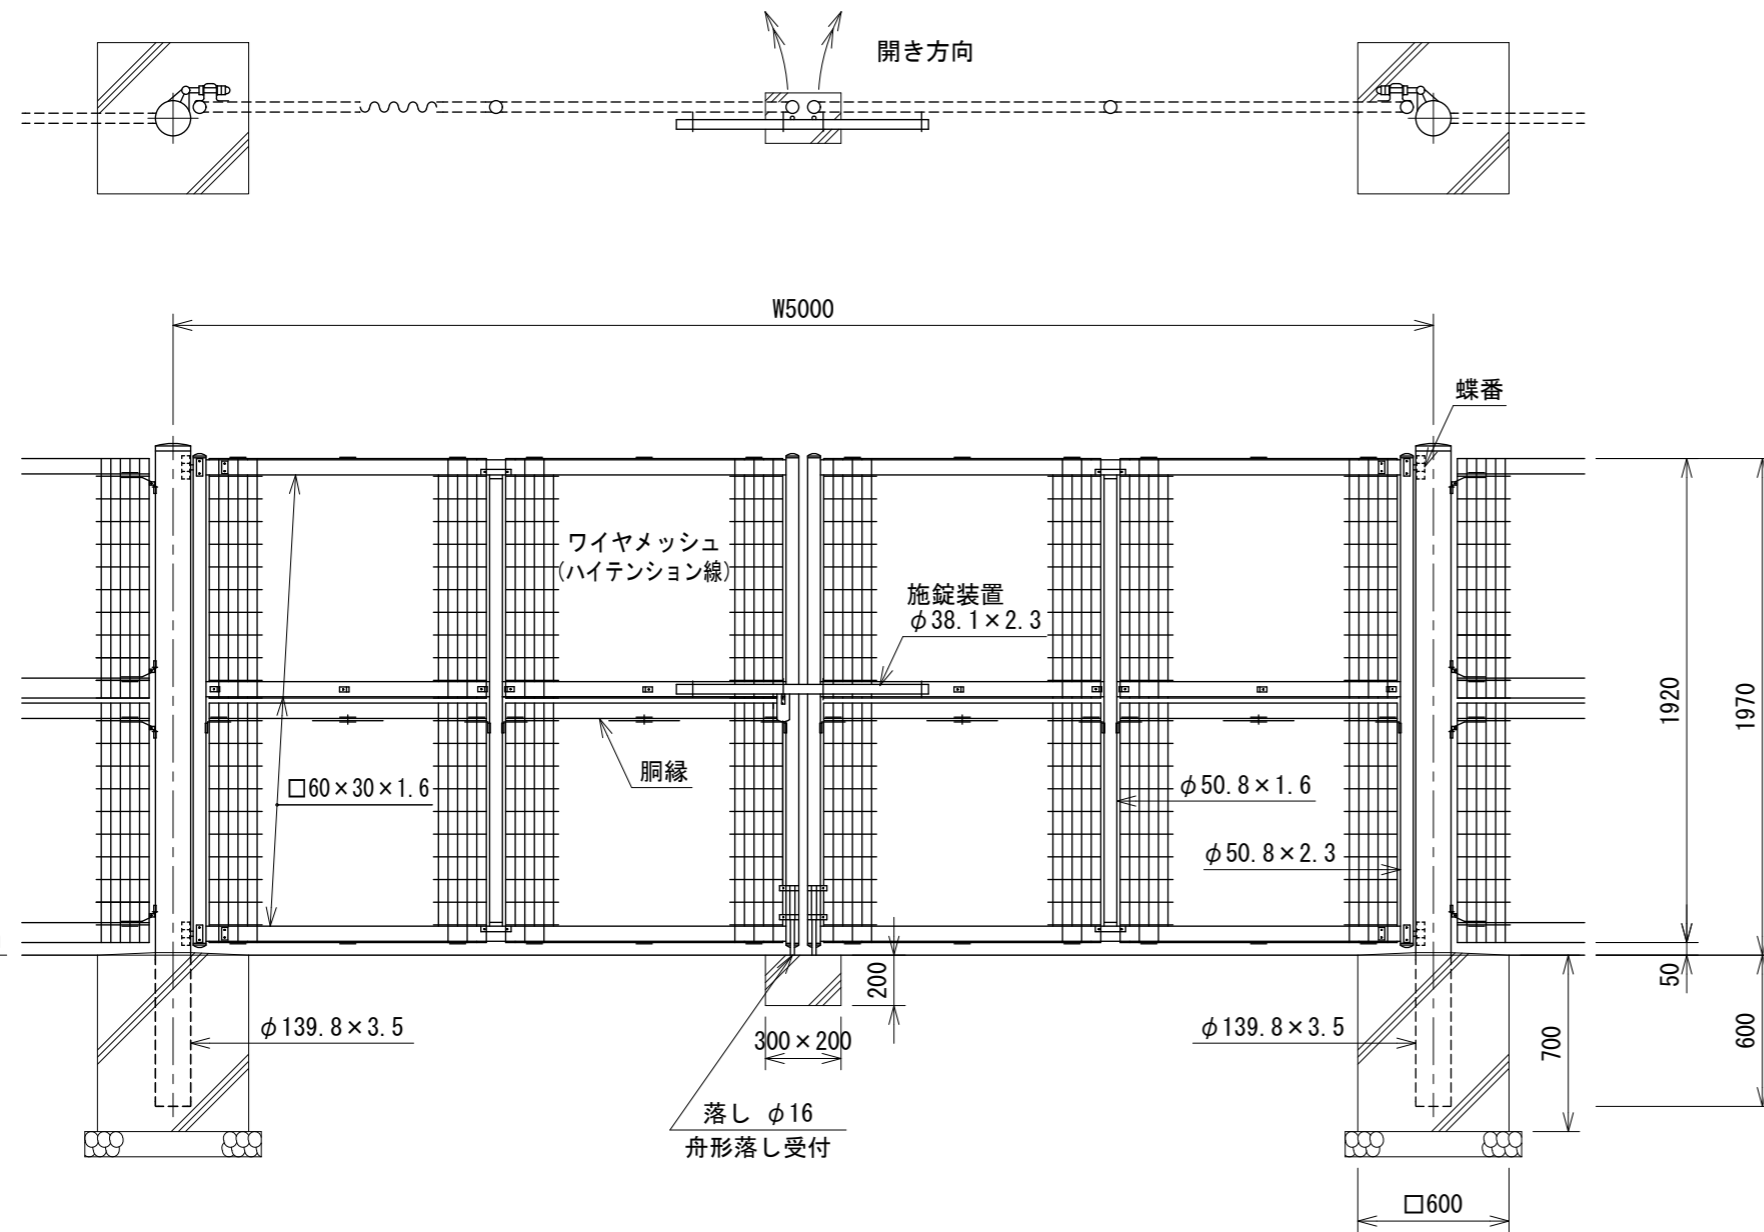 開き方向
W5000
蝶番
ワイヤメッシュ
(ハイテンション線)
施錠装置
φ38.1×2.3
1920
1970
胴縁
□60×30×1.6
φ50.8×1.6
φ50.8×2.3
50
200
φ139.8×3.5
300×200
φ139.8×3.5
700
600
落し φ16
舟形落し受付
□600